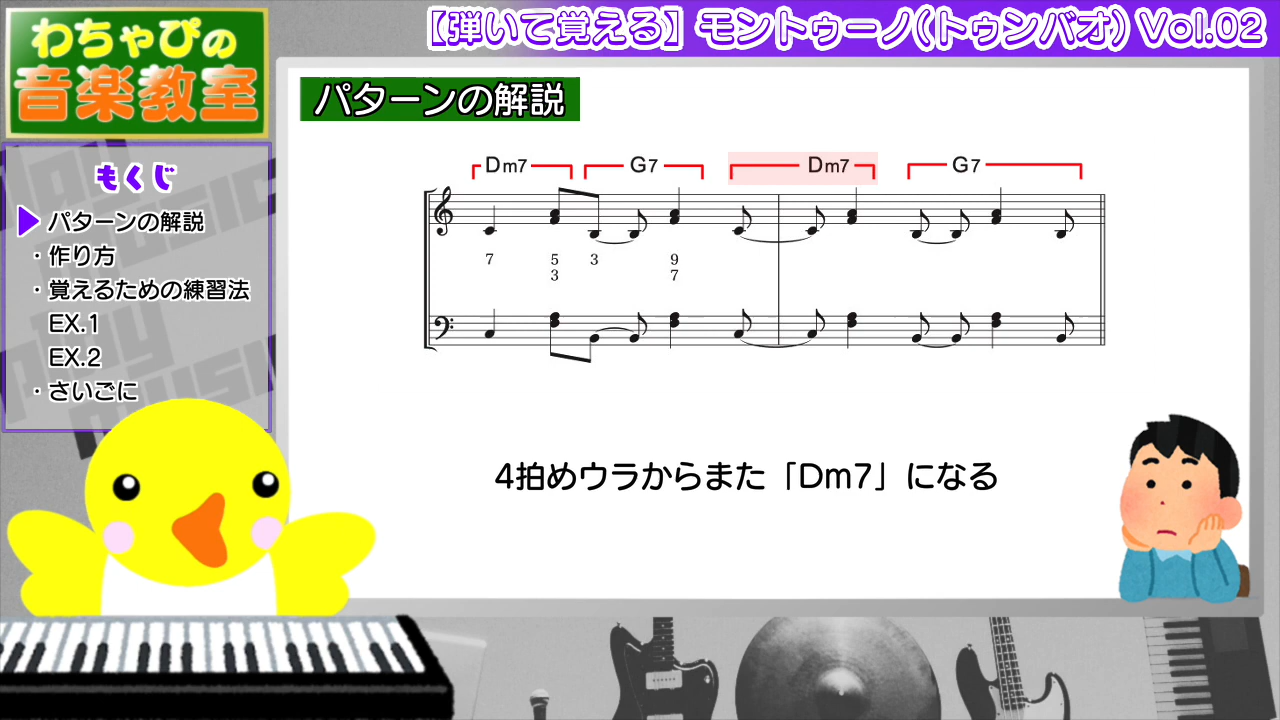 わちゃぴの
音楽教室
【弾いて覚える】モントゥーノ(トゥンバオ) Vol.02
もくじ
パターンの解説
・作り方
・覚えるための練習法
EX.1
EX.2
・さいごに
パターンの解説
Dm7 G7 Dm7 G7
7 5 3 9
3 7
4拍めウラからまた「Dm7」になる